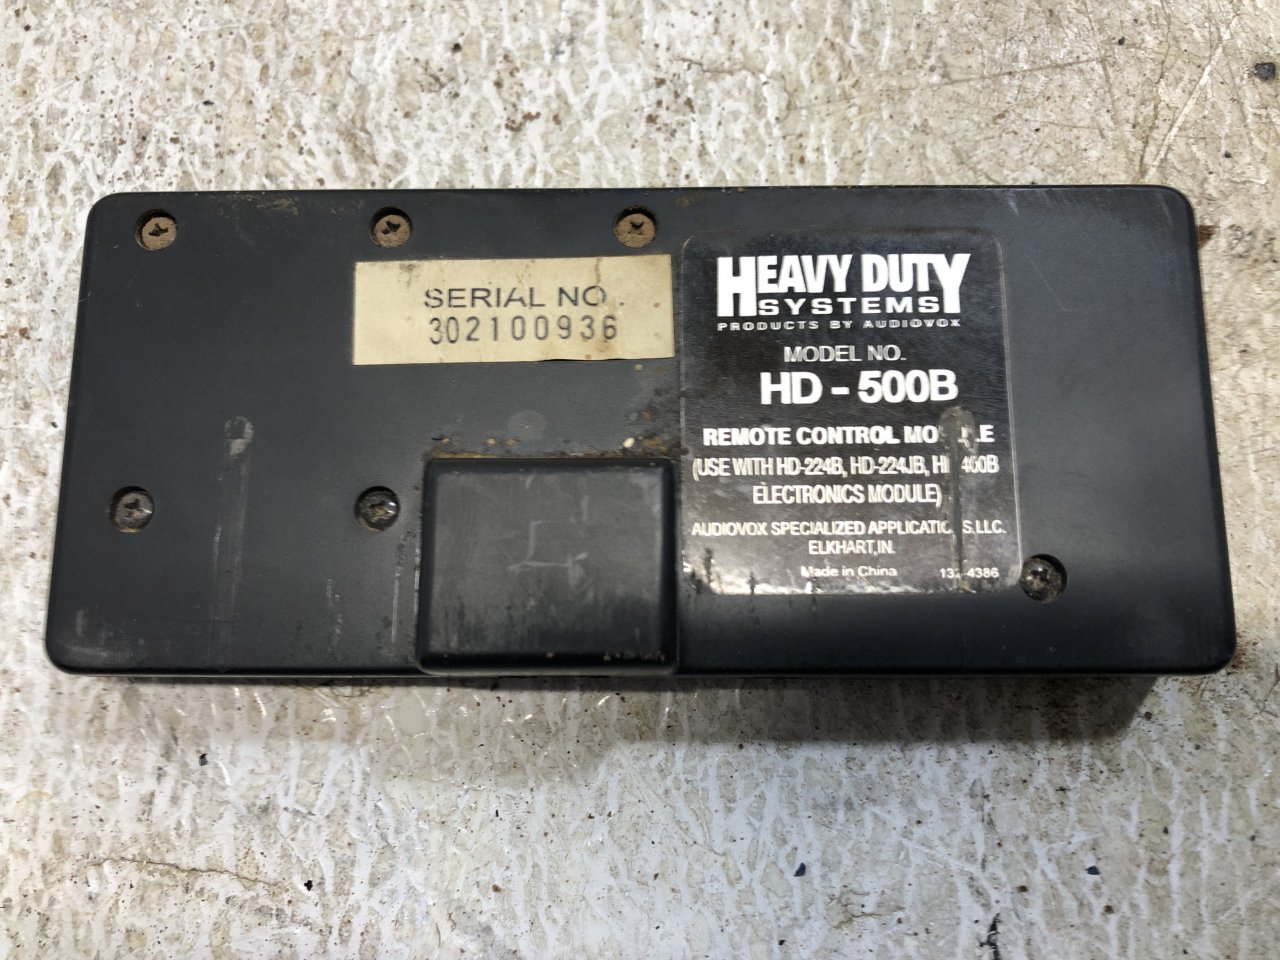 SERIAL NO.
302100936
HEAVY DUTY
SYSTEMS
PRODUCTS BY AUDIOVOX
MODEL NO.
HD - 500B
REMOTE CONTROL
(USE WITH HD-224B, HD-224JB,
ELECTRONICS MODULE)
AUDIOVOX SPECIALIZED
ELKHART, IN.
Made in China